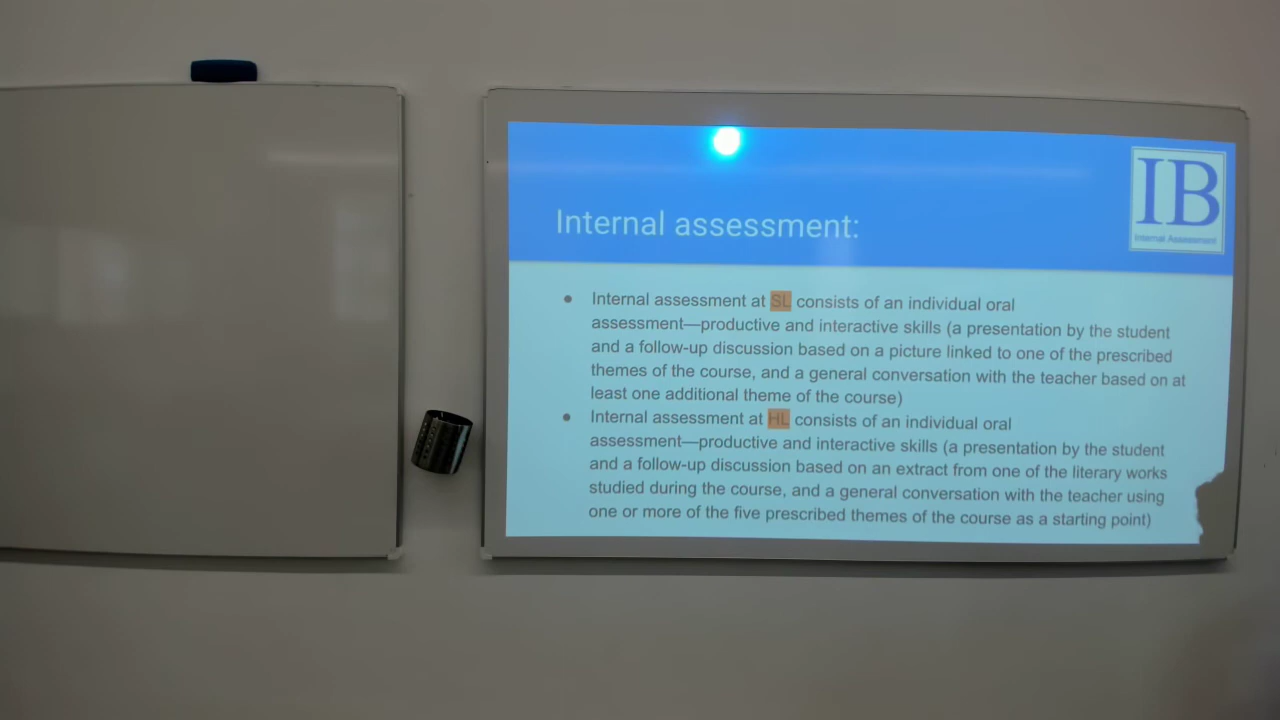 IB
Internal Assessment
Internal assessment:
● Internal assessment at SL consists of an individual oral
assessment—productive and interactive skills (a presentation by the student
and a follow-up discussion based on a picture linked to one of the prescribed
themes of the course, and a general conversation with the teacher based on at
least one additional theme of the course)
● Internal assessment at HL consists of an individual oral
assessment—productive and interactive skills (a presentation by the student
and a follow-up discussion based on an extract from one of the literary works
studied during the course, and a general conversation with the teacher using
one or more of the five prescribed themes of the course as a starting point)